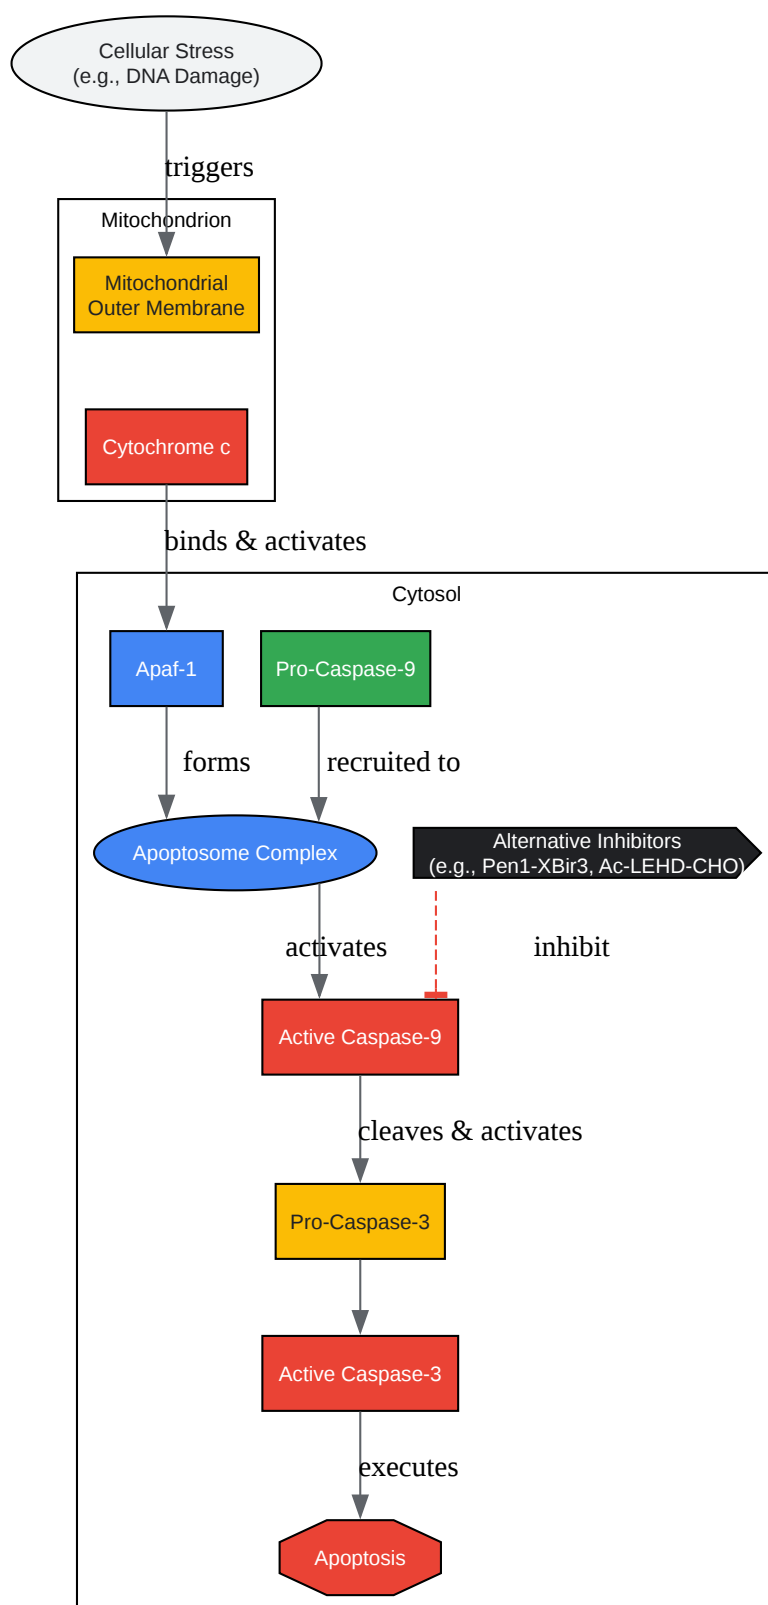 Cellular Stress
(e.g., DNA Damage)
triggers
Mitochondrion
Mitochondrial
Outer Membrane
Cytochrome c
binds & activates
Cytosol
Apaf-1
Pro-Caspase-9
forms
recruited to
Apoptosome Complex
Alternative Inhibitors
(e.g., Pen1-XBir3, Ac-LEHD-CHO)
activates
inhibit
Active Caspase-9
cleaves & activates
Pro-Caspase-3
Active Caspase-3
executes
Apoptosis